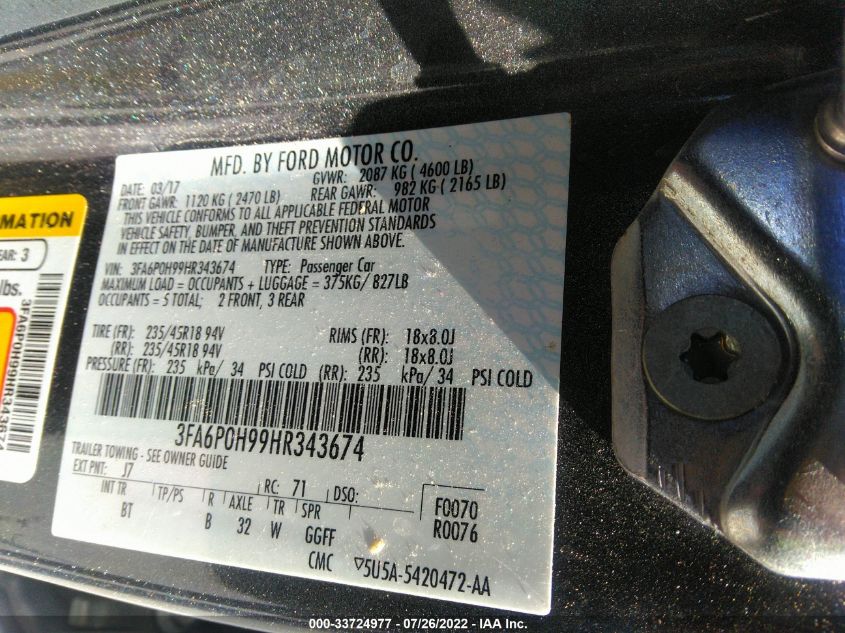 MFD. BY FORD MOTOR CO.
DATE: 03/17 GVWR: 2087 KG ( 4600 LB)
FRONT GAWR: 1120 KG ( 2470 LB) REAR GAWR: 982 KG ( 2165 LB)
THIS VEHICLE CONFORMS TO ALL APPLICABLE FEDERAL MOTOR
VEHICLE SAFETY, BUMPER, AND THEFT PREVENTION STANDARDS
IN EFFECT ON THE DATE OF MANUFACTURE SHOWN ABOVE.
VIN: 3FA6P0H99HR343674 TYPE: Passenger Car
MAXIMUM LOAD = OCCUPANTS + LUGGAGE = 375KG/ 827LB
OCCUPANTS = 5 TOTAL; 2 FRONT, 3 REAR
TIRE (FR): 235/45R18 94V RIMS (FR): 18x8.0J
(RR): 235/45R18 94V (RR): 18x8.0J
PRESSURE (FR): 235 kPa/ 34 PSI COLD (RR): 235 kPa/ 34 PSI COLD
3FA6P0H99HR343674
TRAILER TOWING - SEE OWNER GUIDE
EXT PNT: J7 RC: 71 DSO: F0070
INT TR TP/PS R AXLE TR SPR R0076
BT B 32 W GGFF
CMC ▽5U5A-5420472-AA
RMATION
EAR: 3
lbs.
3FA6P0H99HR343674
000-33724977 - 07/26/2022 - IAA Inc.